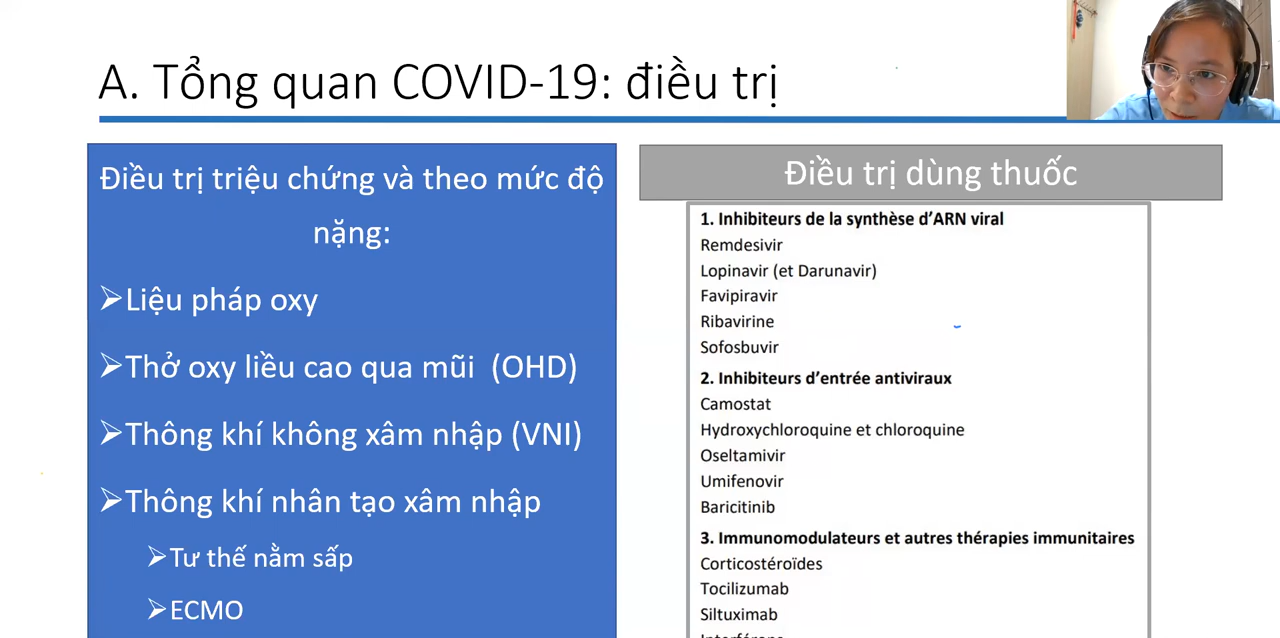 A. Tổng quan COVID-19: điều trị
Điều trị triệu chứng và theo mức độ
nặng:
➢Liệu pháp oxy
➢Thở oxy liều cao qua mũi (OHD)
➢Thông khí không xâm nhập (VNI)
➢Thông khí nhân tạo xâm nhập
➢Tư thế nằm sấp
➢ECMO
Điều trị dùng thuốc
1. Inhibiteurs de la synthèse d’ARN viral
Remdesivir
Lopinavir (et Darunavir)
Favipiravir
Ribavirine
Sofosbuvir
2. Inhibiteurs d’entrée antiviraux
Camostat
Hydroxychloroquine et chloroquine
Oseltamivir
Umifenovir
Baricitinib
3. Immunomodulateurs et autres thérapies immunitaires
Corticostéroïdes
Tocilizumab
Siltuximab